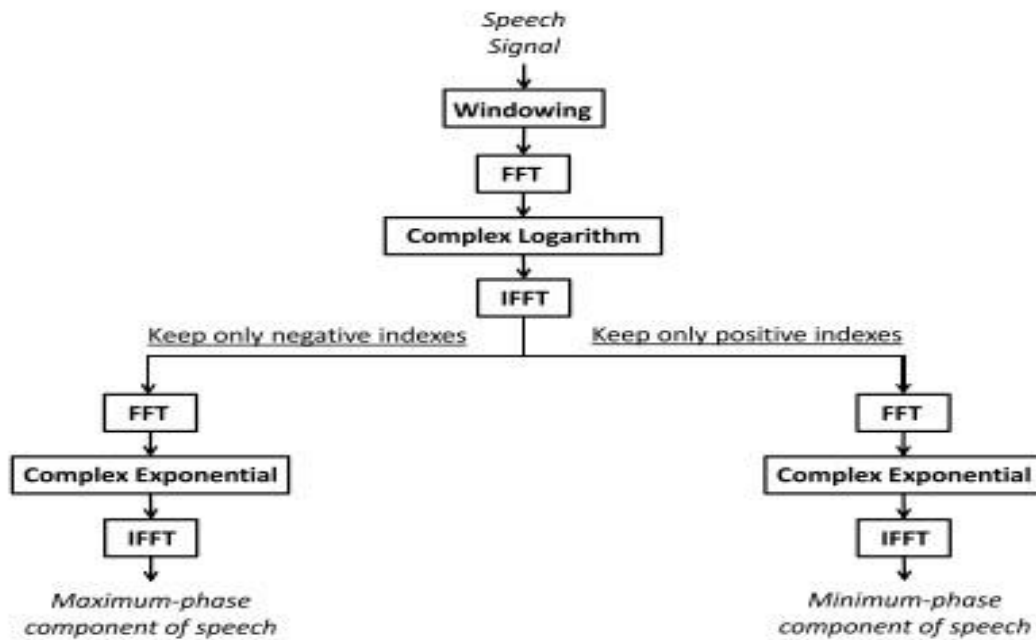 Speech
Signal
Windowing
FFT
Complex Logarithm
IFFT
Keep only negative indexes
Keep only positive indexes
FFT
FFT
Complex Exponential
Complex Exponential
IFFT
IFFT
Maximum-phase
component of speech
Minimum-phase
component of speech